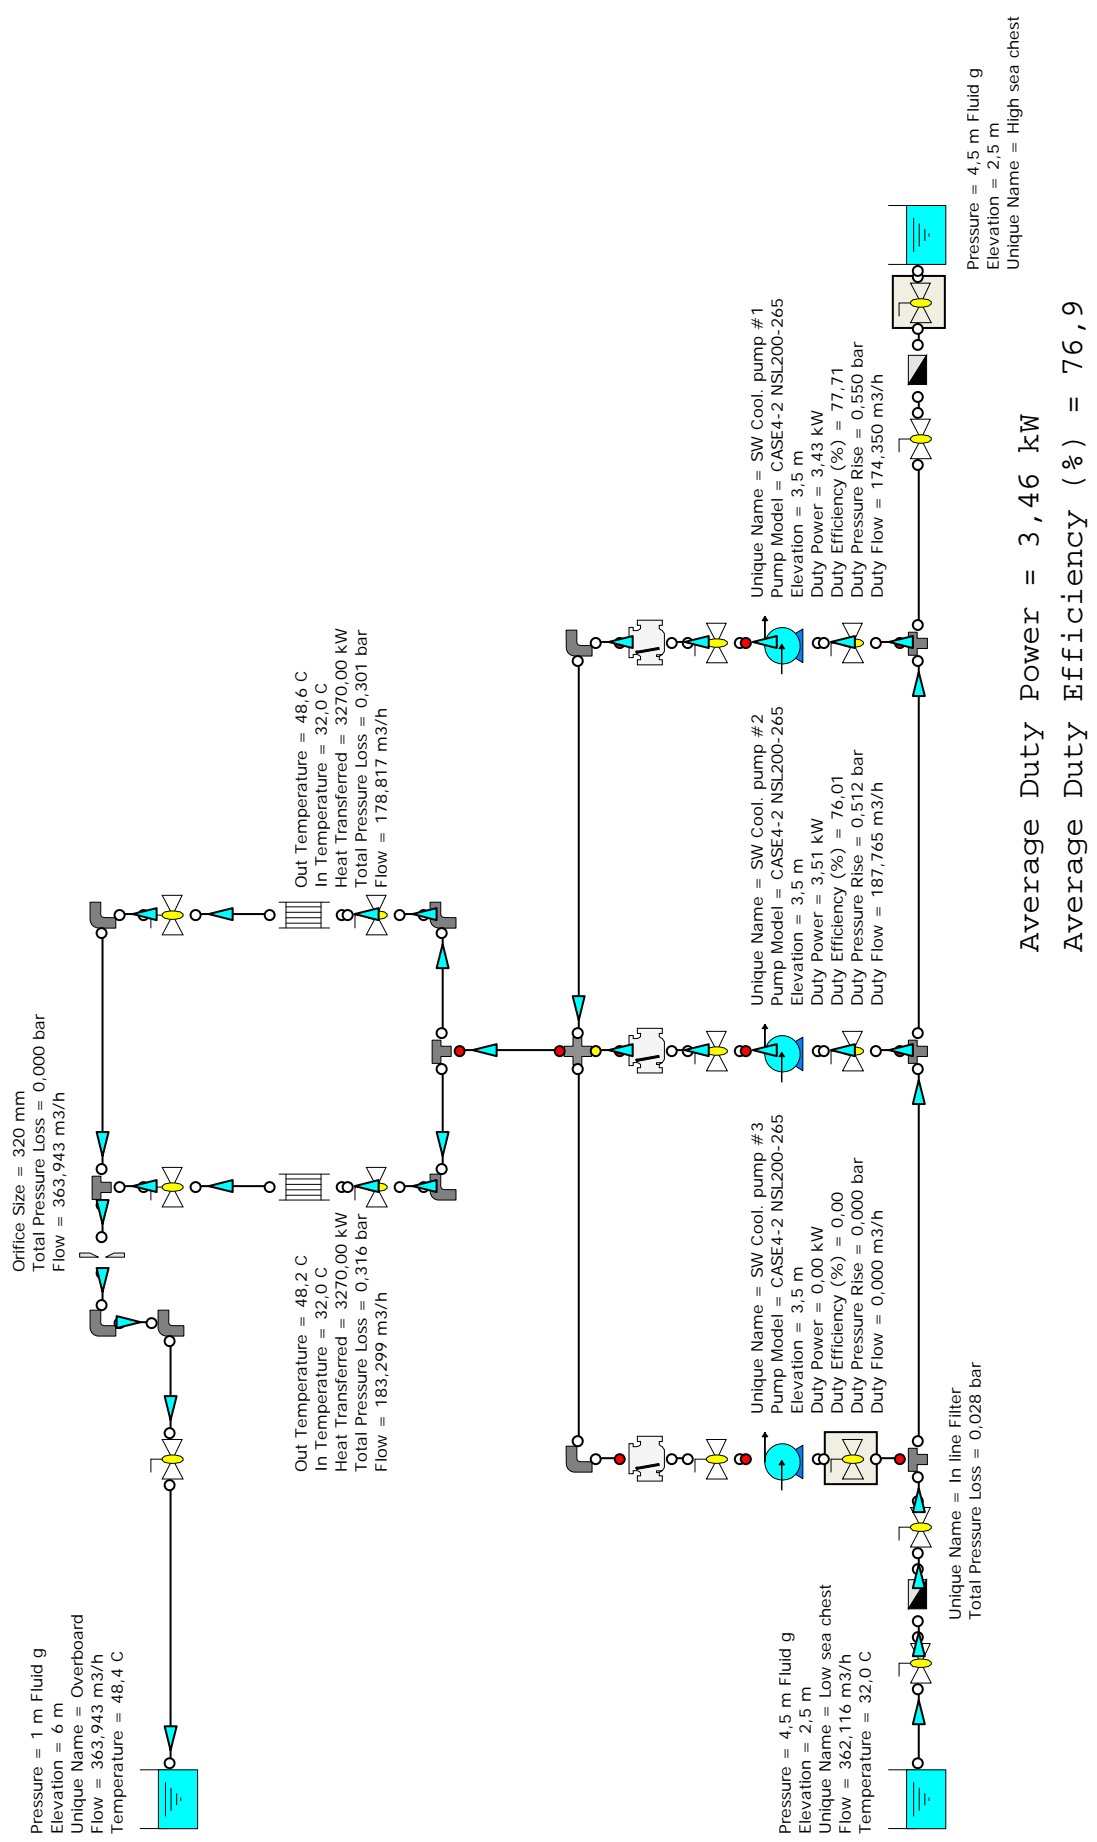 Pressure = 1 m Fluid g
Elevation = 6 m
Unique Name = Overboard
Flow = 363,943 m3/h
Temperature = 48,4 C
Orifice Size = 320 mm
Total Pressure Loss = 0,000 bar
Flow = 363,943 m3/h
Out Temperature = 48,2 C
In Temperature = 32,0 C
Heat Transferred = 3270,00 kW
Total Pressure Loss = 0,316 bar
Flow = 183,299 m3/h
Out Temperature = 48,6 C
In Temperature = 32,0 C
Heat Transferred = 3270,00 kW
Total Pressure Loss = 0,301 bar
Flow = 178,817 m3/h
Unique Name = SW Cool. pump #3
Pump Model = CASE4-2 NSL200-265
Elevation = 3,5 m
Duty Power = 0,00 kW
Duty Efficiency (%) = 0,00
Duty Pressure Rise = 0,000 bar
Duty Flow = 0,000 m3/h
Unique Name = SW Cool. pump #2
Pump Model = CASE4-2 NSL200-265
Elevation = 3,5 m
Duty Power = 3,51 kW
Duty Efficiency (%) = 76,01
Duty Pressure Rise = 0,512 bar
Duty Flow = 187,765 m3/h
Unique Name = SW Cool. pump #1
Pump Model = CASE4-2 NSL200-265
Elevation = 3,5 m
Duty Power = 3,43 kW
Duty Efficiency (%) = 77,71
Duty Pressure Rise = 0,550 bar
Duty Flow = 174,350 m3/h
Pressure = 4,5 m Fluid g
Elevation = 2,5 m
Unique Name = Low sea chest
Flow = 362,116 m3/h
Temperature = 32,0 C
Unique Name = In line Filter
Total Pressure Loss = 0,028 bar
Pressure = 4,5 m Fluid g
Elevation = 2,5 m
Unique Name = High sea chest
Average Duty Power = 3,46 kW
Average Duty Efficiency (%) = 76,9